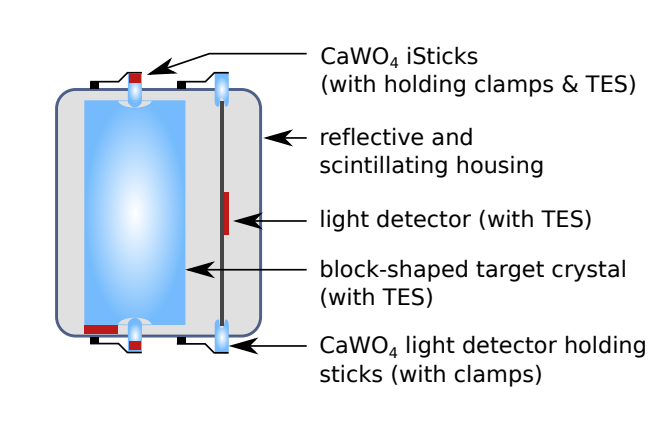 CaWO₄ iSticks
(with holding clamps & TES)
reflective and
scintillating housing
light detector (with TES)
block-shaped target crystal
(with TES)
CaWO₄ light detector holding
sticks (with clamps)